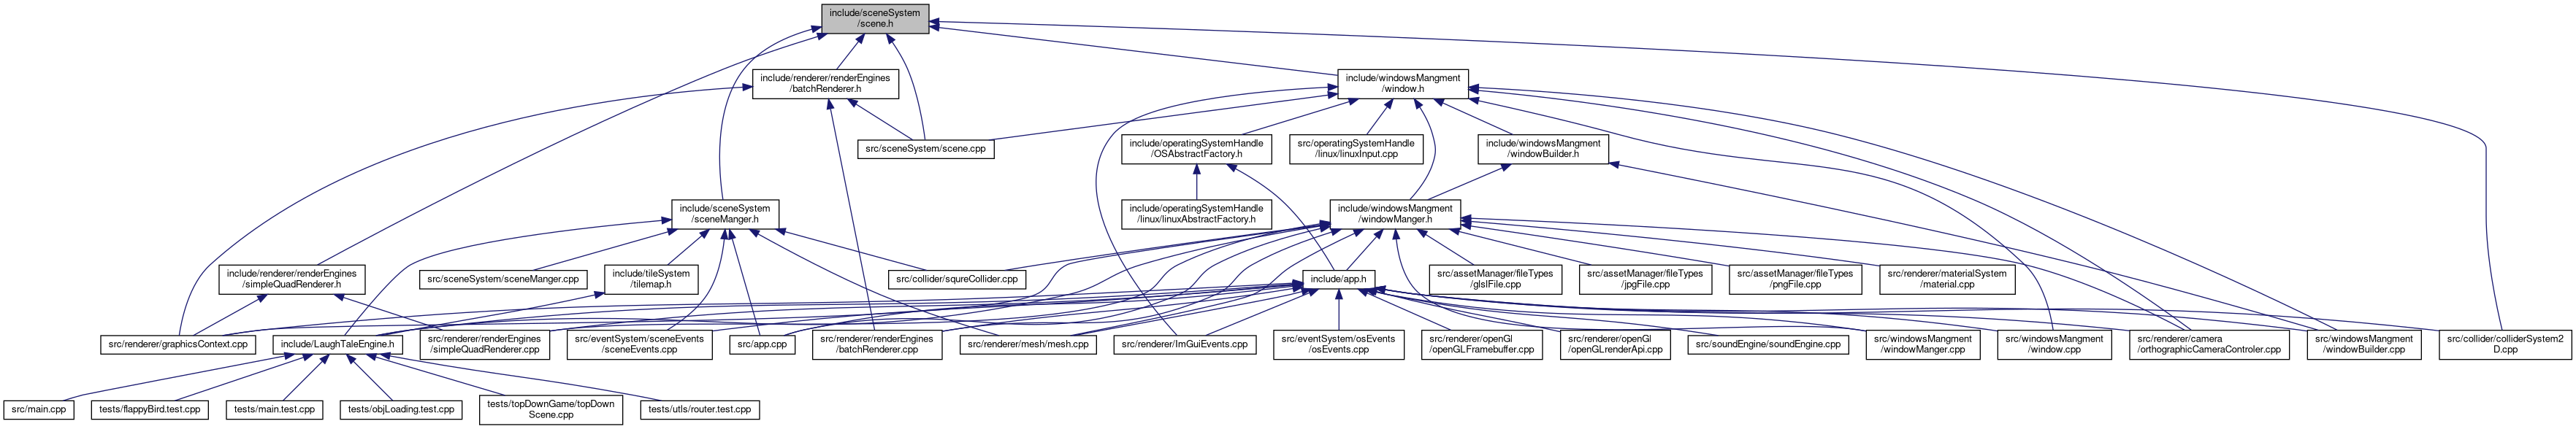 include/sceneSystem
/scene.h
include/renderer/renderEngines
/batchRenderer.h
include/windowsMangment
/window.h
src/sceneSystem/scene.cpp
include/operatingSystemHandle
/OSAbstractFactory.h
src/operatingSystemHandle
/linux/linuxInput.cpp
include/windowsMangment
/windowBuilder.h
include/sceneSystem
/sceneManger.h
include/operatingSystemHandle
/linux/linuxAbstractFactory.h
include/windowsMangment
/windowManger.h
include/renderer/renderEngines
/simpleQuadRenderer.h
src/sceneSystem/sceneManger.cpp
include/tileSystem
/tilemap.h
src/collider/squreCollider.cpp
include/app.h
src/assetManager/fileTypes
/glslFile.cpp
src/assetManager/fileTypes
/jpgFile.cpp
src/assetManager/fileTypes
/pngFile.cpp
src/renderer/materialSystem
/material.cpp
src/renderer/graphicsContext.cpp
include/LaughTaleEngine.h
src/renderer/renderEngines
/simpleQuadRenderer.cpp
src/eventSystem/sceneEvents
/sceneEvents.cpp
src/app.cpp
src/renderer/renderEngines
/batchRenderer.cpp
src/renderer/mesh/mesh.cpp
src/renderer/ImGuiEvents.cpp
src/eventSystem/osEvents
/osEvents.cpp
src/renderer/openGl
/openGLFramebuffer.cpp
src/renderer/openGl
/openGLrenderApi.cpp
src/soundEngine/soundEngine.cpp
src/windowsMangment
/windowManger.cpp
src/windowsMangment
/window.cpp
src/renderer/camera
/orthographicCameraControler.cpp
src/windowsMangment
/windowBuilder.cpp
src/collider/colliderSystem2
D.cpp
src/main.cpp
tests/flappyBird.test.cpp
tests/main.test.cpp
tests/objLoading.test.cpp
tests/topDownGame/topDown
Scene.cpp
tests/utls/router.test.cpp